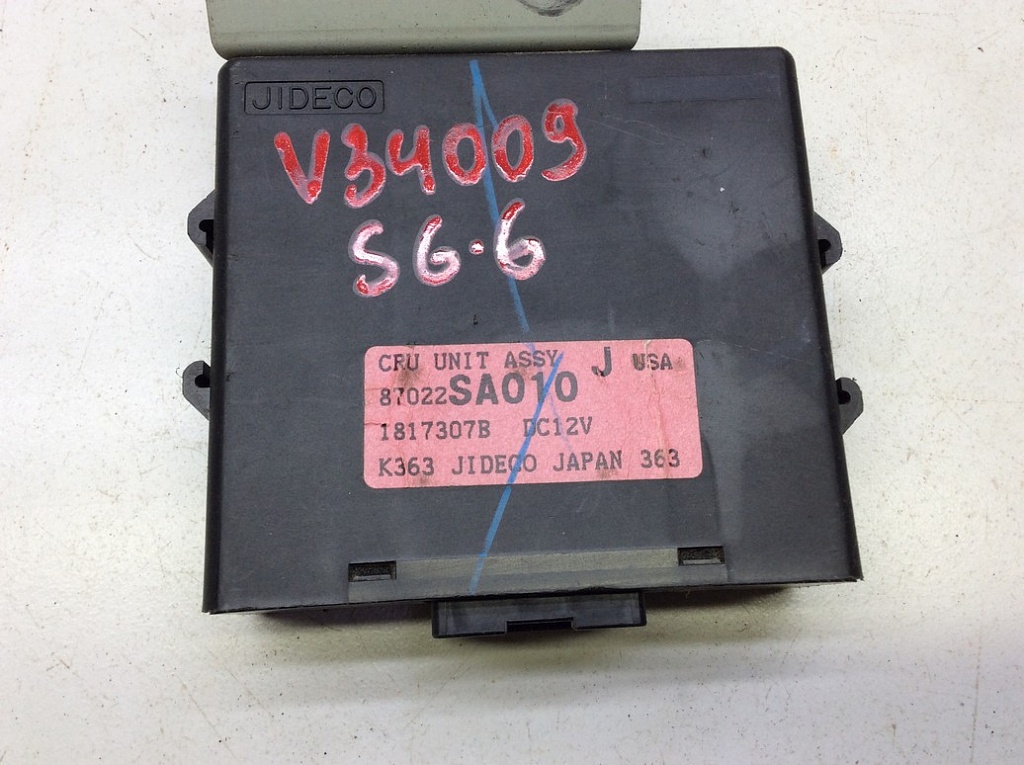 JIDECO
V34009
SG.6
CRU UNIT ASSY J USA
87022SA010
1817307B DC12V
K363 JIDECO JAPAN 363